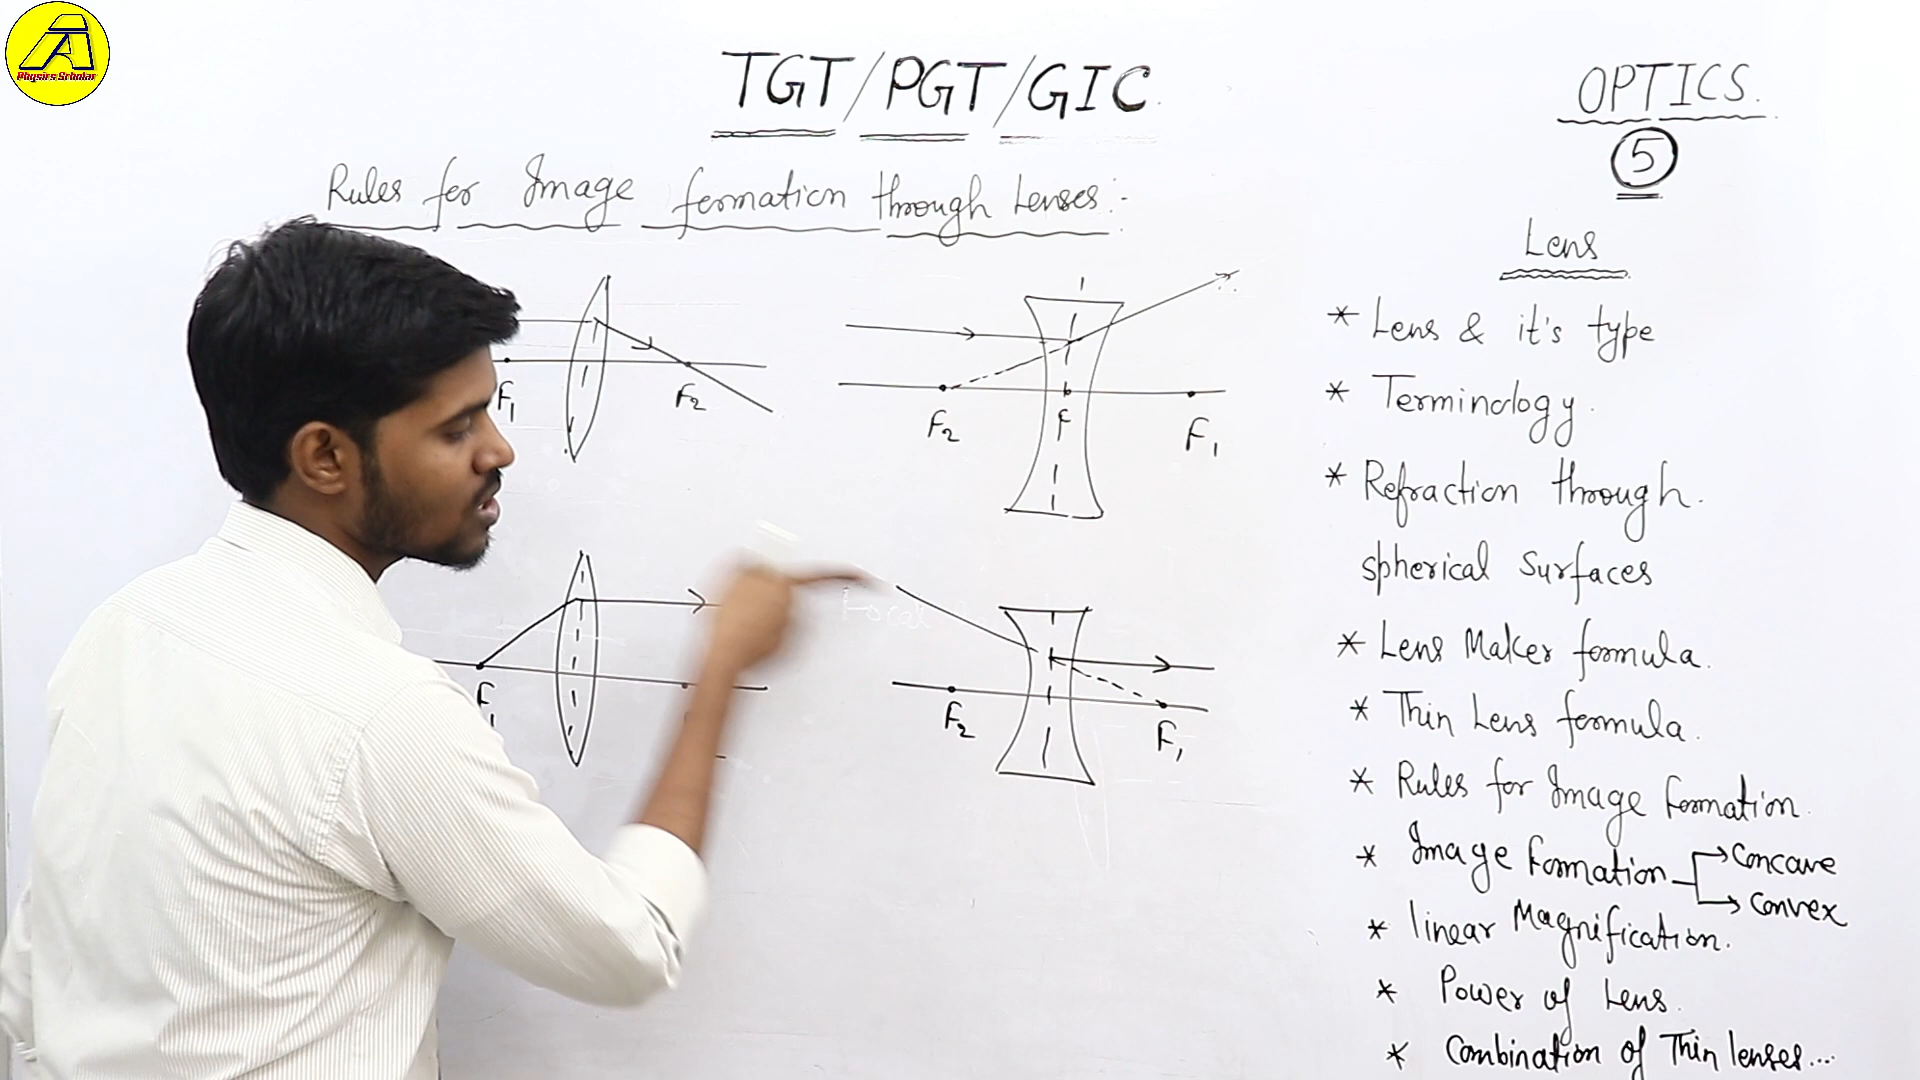 Physics Scholar
TGT/PGT/GIC
OPTICS.
5
Rules for Image formation through Lenses:-
Lens
* Lens & it's type
* Terminology.
* Refraction through
spherical surfaces
* Lens Maker formula.
* Thin Lens formula.
* Rules for Image formation.
* Image formation → Concave
→ Convex
* linear Magnification.
* Power of Lens.
* Combination of Thin lenses...
F1
F2
F2
F
F1
F1
F2
F1